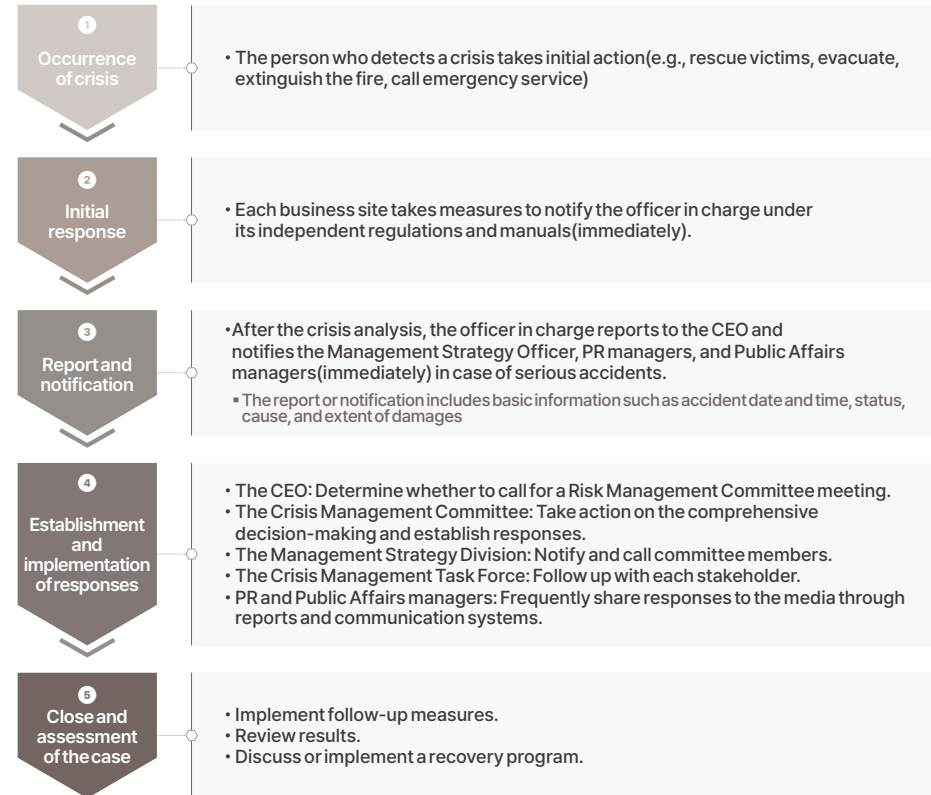 1
Occurrence
of crisis
• The person who detects a crisis takes initial action(e.g., rescue victims, evacuate,
extinguish the fire, call emergency service)
2
Initial
response
• Each business site takes measures to notify the officer in charge under
its independent regulations and manuals(immediately).
3
Report and
notification
•After the crisis analysis, the officer in charge reports to the CEO and
notifies the Management Strategy Officer, PR managers, and Public Affairs
managers(immediately) in case of serious accidents.
▪ The report or notification includes basic information such as accident date and time, status,
cause, and extent of damages
4
Establishment
and
implementation
of responses
• The CEO: Determine whether to call for a Risk Management Committee meeting.
• The Crisis Management Committee: Take action on the comprehensive
decision-making and establish responses.
• The Management Strategy Division: Notify and call committee members.
• The Crisis Management Task Force: Follow up with each stakeholder.
• PR and Public Affairs managers: Frequently share responses to the media through
reports and communication systems.
5
Close and
assessment
of the case
• Implement follow-up measures.
• Review results.
• Discuss or implement a recovery program.